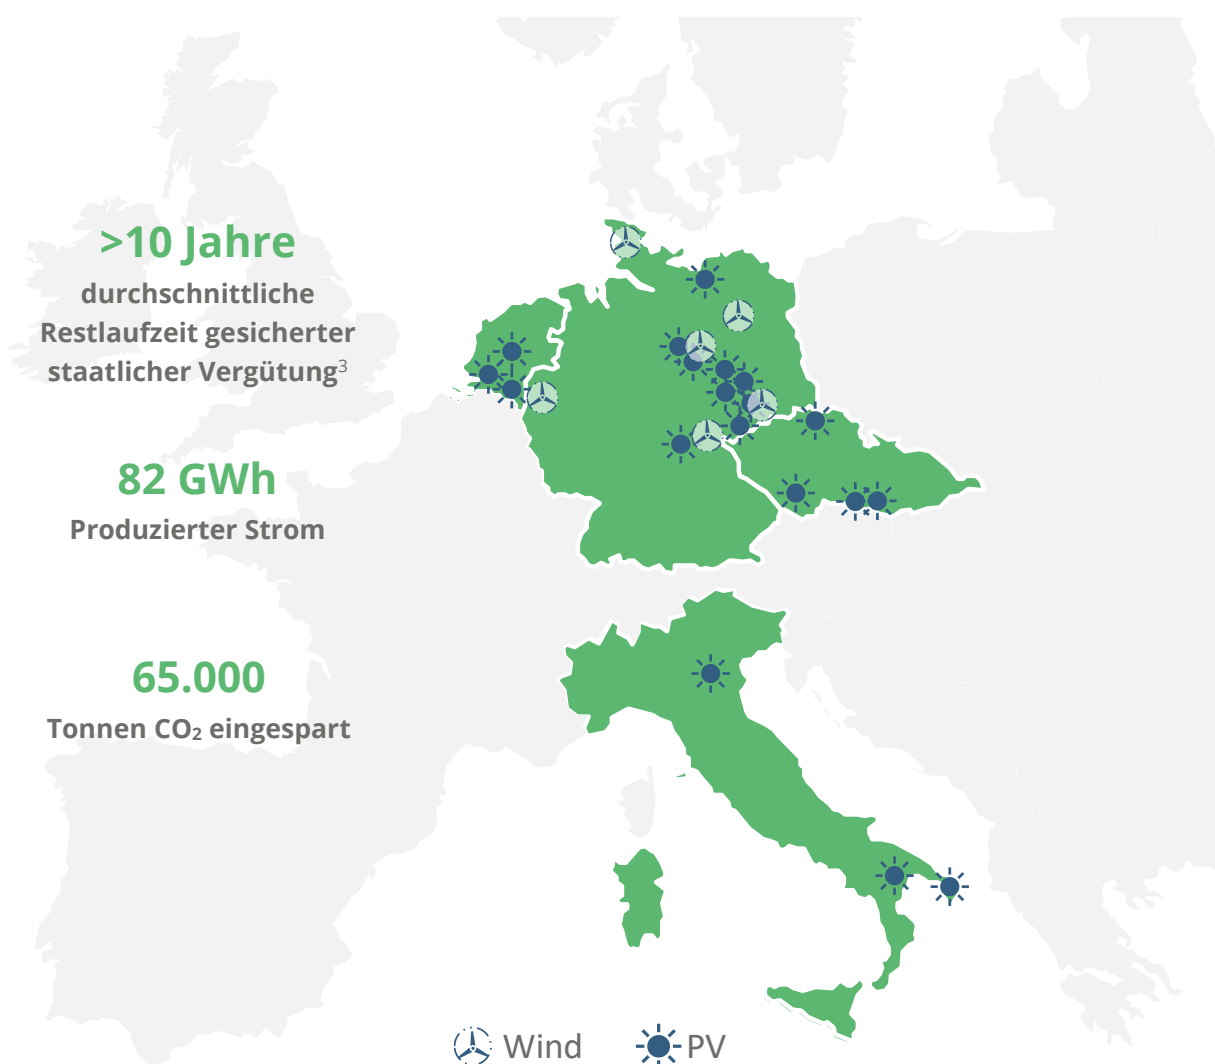 >10 Jahre
durchschnittliche
Restlaufzeit gesicherter
staatlicher Vergütung³
82 GWh
Produzierter Strom
65.000
Tonnen CO₂ eingespart
Wind
PV